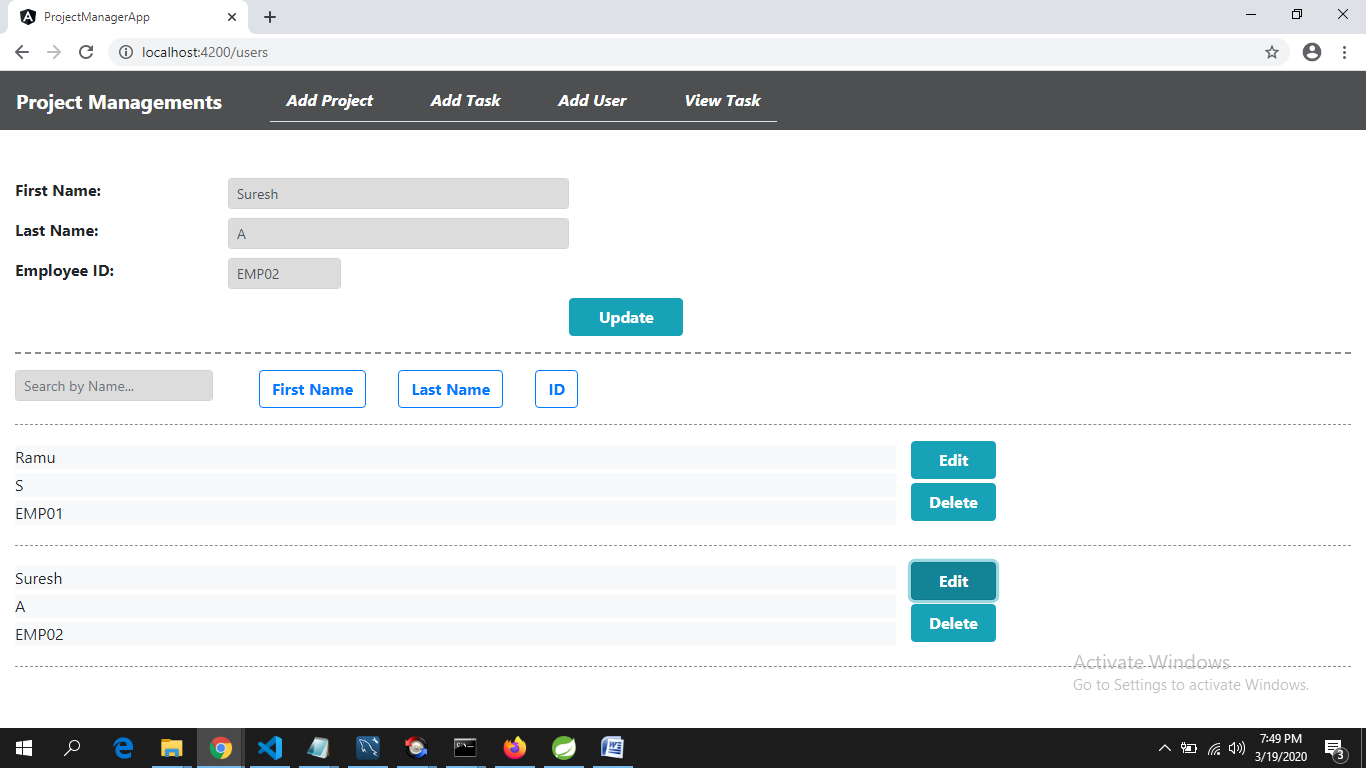 ProjectManagerApp
localhost:4200/users
Project Managements Add Project Add Task Add User View Task
First Name: Suresh
Last Name: A
Employee ID: EMP02
Update
Search by Name... First Name Last Name ID
Ramu
Edit
S
Delete
EMP01
Suresh
Edit
A
Delete
EMP02
Activate Windows
Go to Settings to activate Windows.
7:49 PM
3/19/2020
3